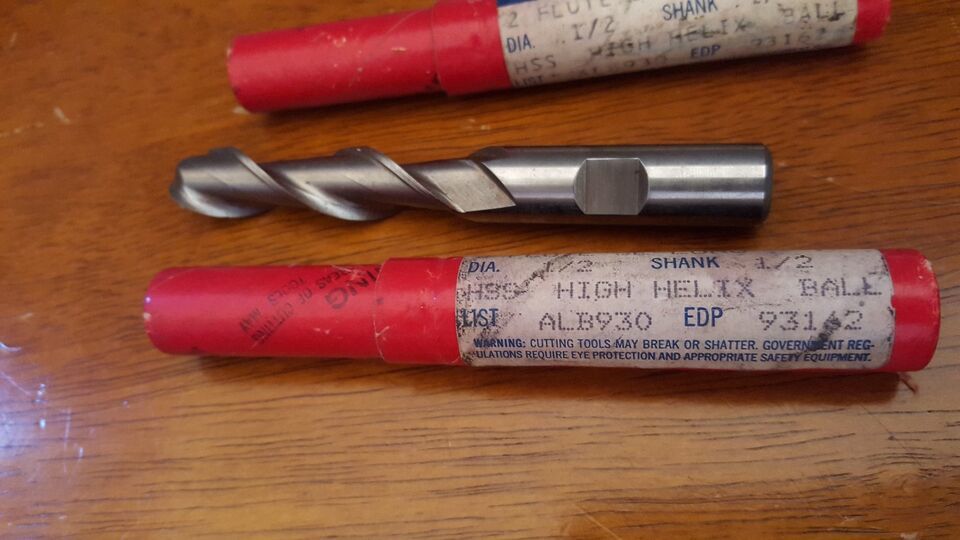 2 FLUTE
SHANK
DIA. 1/2
HSS HIGH HELIX BALL
LIST EDP
DIA. 1/2 SHANK 1/2
HSS HIGH HELIX BALL
LIST ALB930 EDP
WARNING: CUTTING TOOLS MAY BREAK OR SHATTER. GOVERNMENT REG-
ULATIONS REQUIRE EYE PROTECTION AND APPROPRIATE SAFETY EQUIPMENT.